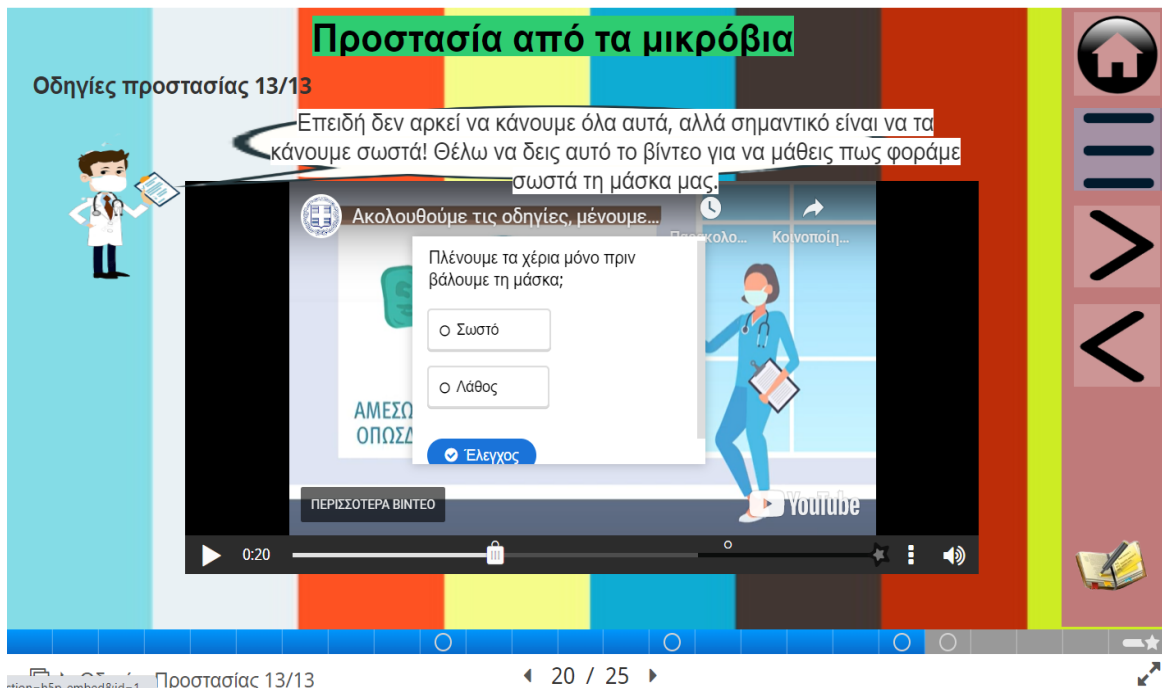 Προστασία από τα μικρόβια
Οδηγίες προστασίας 13/13
Επειδή δεν αρκεί να κάνουμε όλα αυτά, αλλά σημαντικό είναι να τα
κάνουμε σωστά! Θέλω να δεις αυτό το βίντεο για να μάθεις πως φοράμε
σωστά τη μάσκα μας.
Ακολουθούμε τις οδηγίες, μένουμε...
Κοινοποίη...
Πλένουμε τα χέρια μόνο πριν
βάλουμε τη μάσκα;
Σωστό
Λάθος
Έλεγχος
ΠΕΡΙΣΣΟΤΕΡΑ ΒΙΝΤΕΟ
YouTube
0:20
Προστασίας 13/13
20 / 25